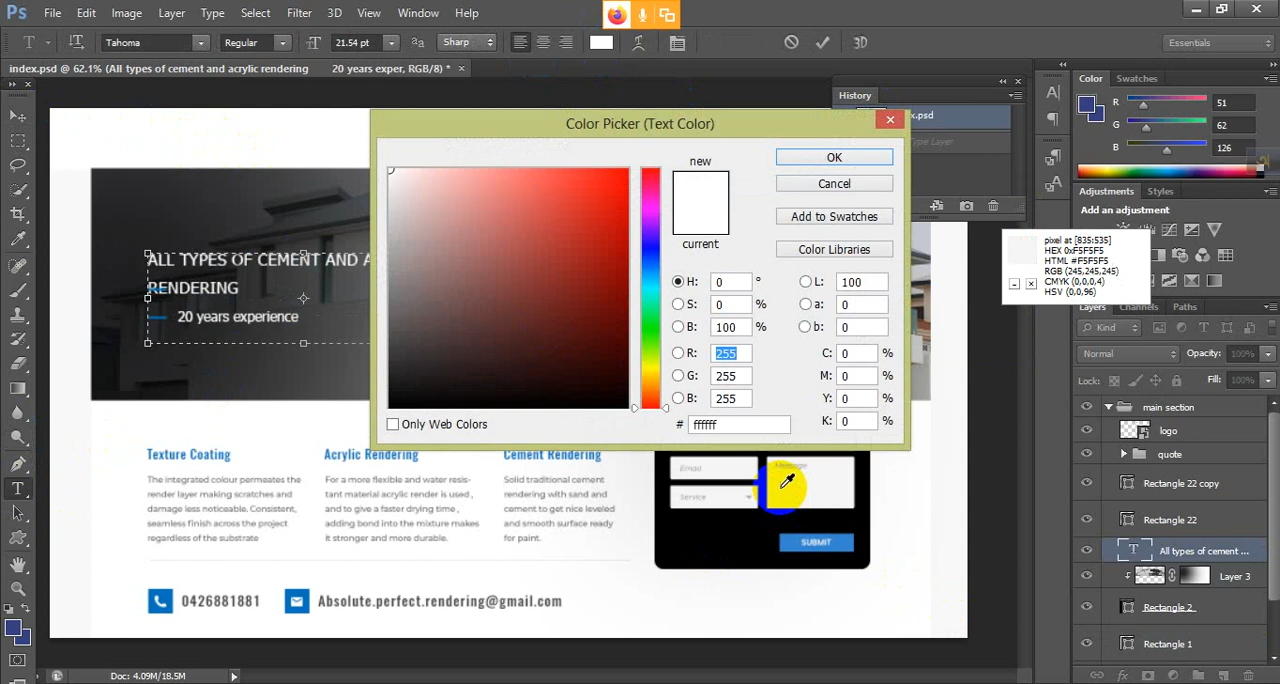 Ps File Edit Image Layer Type Select Filter 3D View Window Help
T Tahoma Regular 21.54 pt Sharp 3D Essentials
index.psd @ 62.1% (All types of cement and acrylic rendering 20 years exper, RGB/8) *
History
x.psd
Type Layer
Color Swatches
R 51
G 62
B 126
Adjustments Styles
Add an adjustment
pixel at [835:535]
HEX 0xF5F5F5
HTML #F5F5F5
RGB (245,245,245)
CMYK (0,0,0,4)
HSV (0,0,96)
Layers Channels Paths
Kind
Normal Opacity: 100%
Lock: Fill: 100%
main section
logo
quote
Rectangle 22 copy
Rectangle 22
All types of cement ...
Layer 3
Rectangle 2
Rectangle 1
Color Picker (Text Color)
new
current
OK
Cancel
Add to Swatches
Color Libraries
H: 0 ° L: 100
S: 0 % a: 0
B: 100 % b: 0
R: 255 C: 0 %
G: 255 M: 0 %
B: 255 Y: 0 %
# ffffff K: 0 %
Only Web Colors
ALL TYPES OF CEMENT AND A
RENDERING
20 years experience
Texture Coating
The integrated colour permeates the
render layer making scratches and
damage less noticeable. Consistent,
seamless finish across the project
regardless of the substrate
Acrylic Rendering
For a more flexible and water resis-
tant material acrylic render is used ,
and to give a faster drying time ,
adding bond into the mixture makes
it stronger and more durable.
Cement Rendering
Solid traditional cement
rendering with sand and
cement to get nice leveled
and smooth surface ready
for paint.
Email Message
Service
SUBMIT
0426881881 Absolute.perfect.rendering@gmail.com
Doc: 4.09M/18.5M